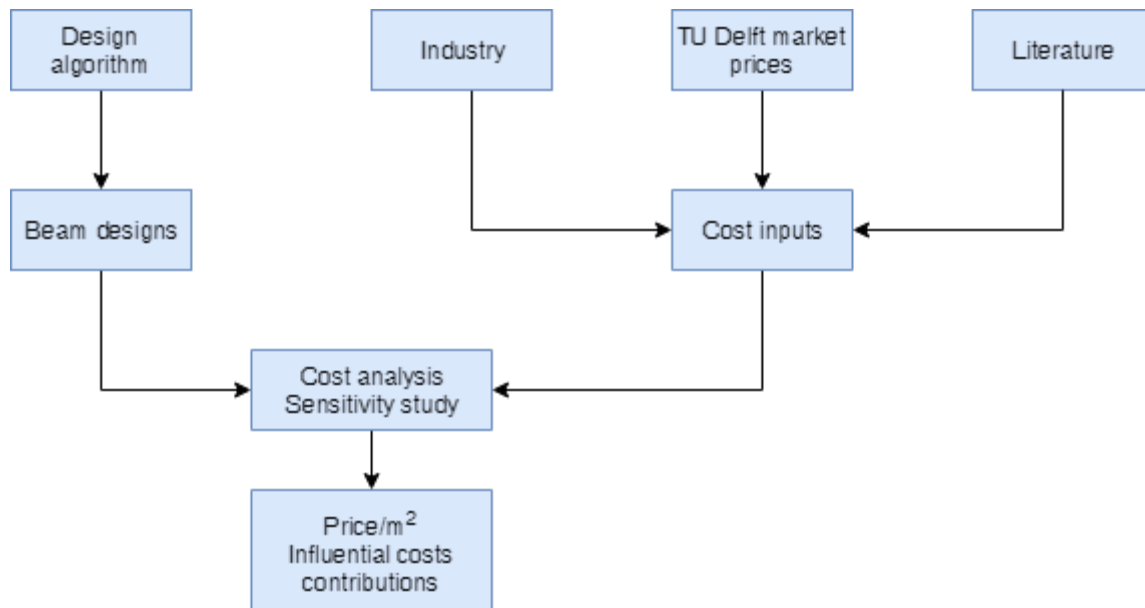 Design
algorithm
Industry
TU Delft market
prices
Literature
Beam designs
Cost inputs
Cost analysis
Sensitivity study
Price/m²
Influential costs
contributions